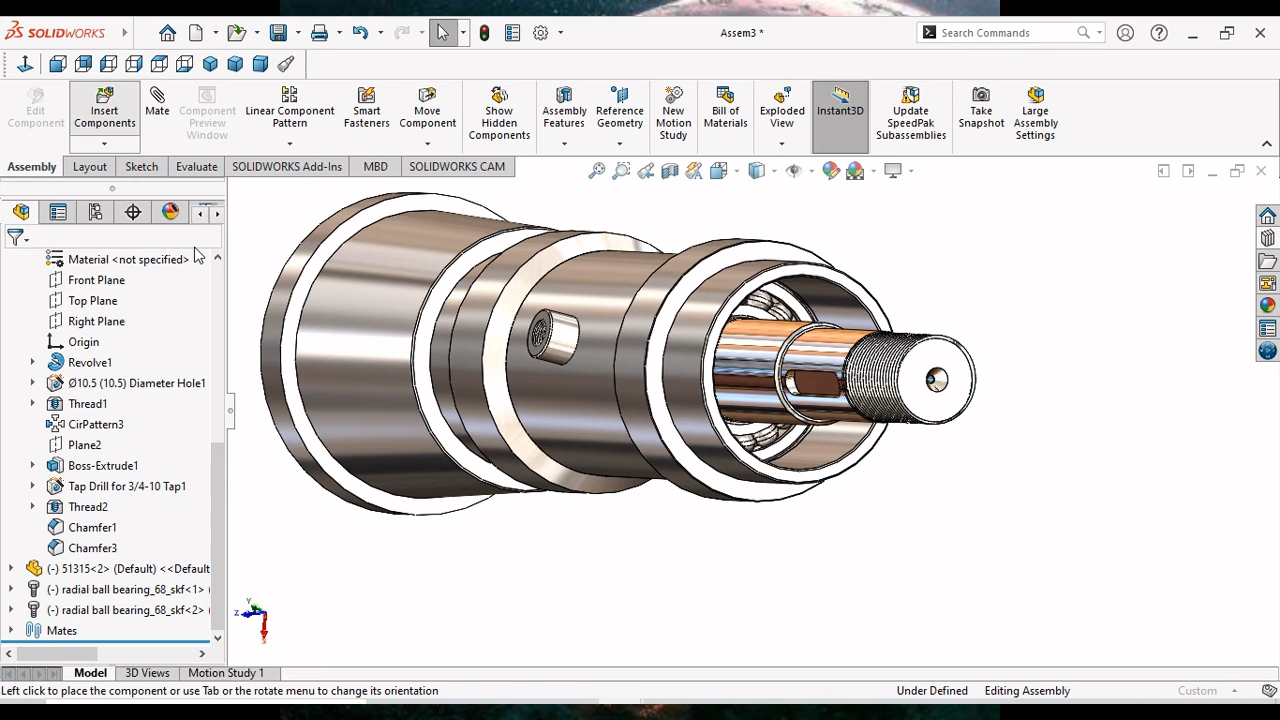 SOLIDWORKS
Assem3 *
Search Commands
Edit Component
Insert Components
Mate
Component Preview Window
Linear Component Pattern
Smart Fasteners
Move Component
Show Hidden Components
Assembly Features
Reference Geometry
New Motion Study
Bill of Materials
Exploded View
Instant3D
Update SpeedPak Subassemblies
Take Snapshot
Large Assembly Settings
Assembly
Layout
Sketch
Evaluate
SOLIDWORKS Add-Ins
MBD
SOLIDWORKS CAM
Material <not specified>
Front Plane
Top Plane
Right Plane
Origin
Revolve1
Ø10.5 (10.5) Diameter Hole1
Thread1
CirPattern3
Plane2
Boss-Extrude1
Tap Drill for 3/4-10 Tap1
Thread2
Chamfer1
Chamfer3
(-) 51315<2> (Default) <<Default
(-) radial ball bearing_68_skf<1> (
(-) radial ball bearing_68_skf<2> (
Mates
Y
Z
X
Model
3D Views
Motion Study 1
Left click to place the component or use Tab or the rotate menu to change its orientation
Under Defined
Editing Assembly
Custom